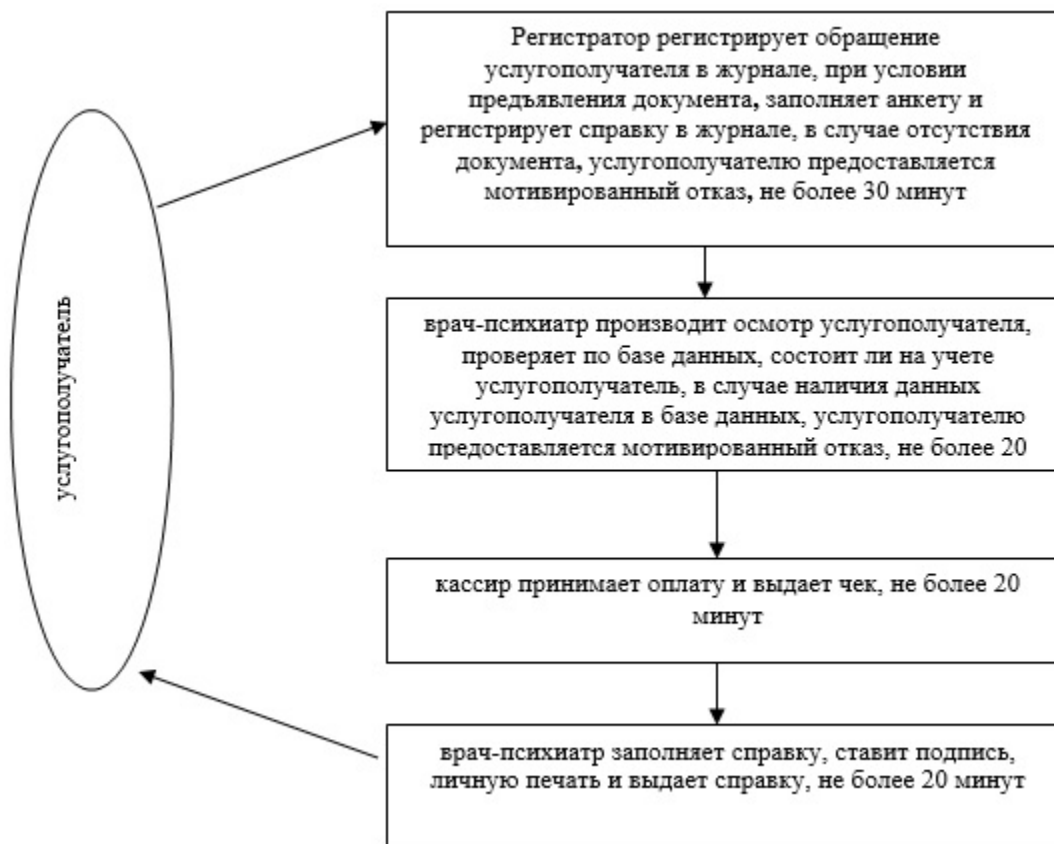 Регистратор регистрирует обращение
услугополучателя в журнале, при условии
предъявления документа, заполняет анкету и
регистрирует справку в журнале, в случае отсутствия
документа, услугополучателю предоставляется
мотивированный отказ, не более 30 минут
услугополучатель
врач-психиатр производит осмотр услугополучателя,
проверяет по базе данных, состоит ли на учете
услугополучатель, в случае наличия данных
услугополучателя в базе данных, услугополучателю
предоставляется мотивированный отказ, не более 20
кассир принимает оплату и выдает чек, не более 20
минут
врач-психиатр заполняет справку, ставит подпись,
личную печать и выдает справку, не более 20 минут